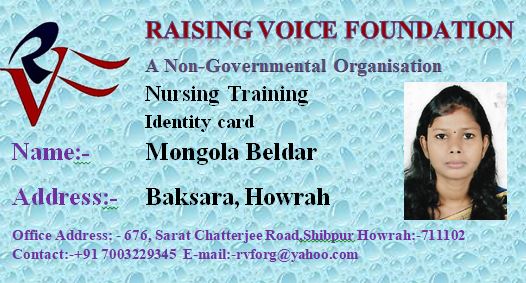 RV
RAISING VOICE FOUNDATION
A Non-Governmental Organisation
Nursing Training
Identity card
Name:- Mongola Beldar
Address:- Baksara, Howrah
Office Address: - 676, Sarat Chatterjee Road,Shibpur Howrah:-711102
Contact:-+91 7003229345 E-mail:-rvforg@yahoo.com